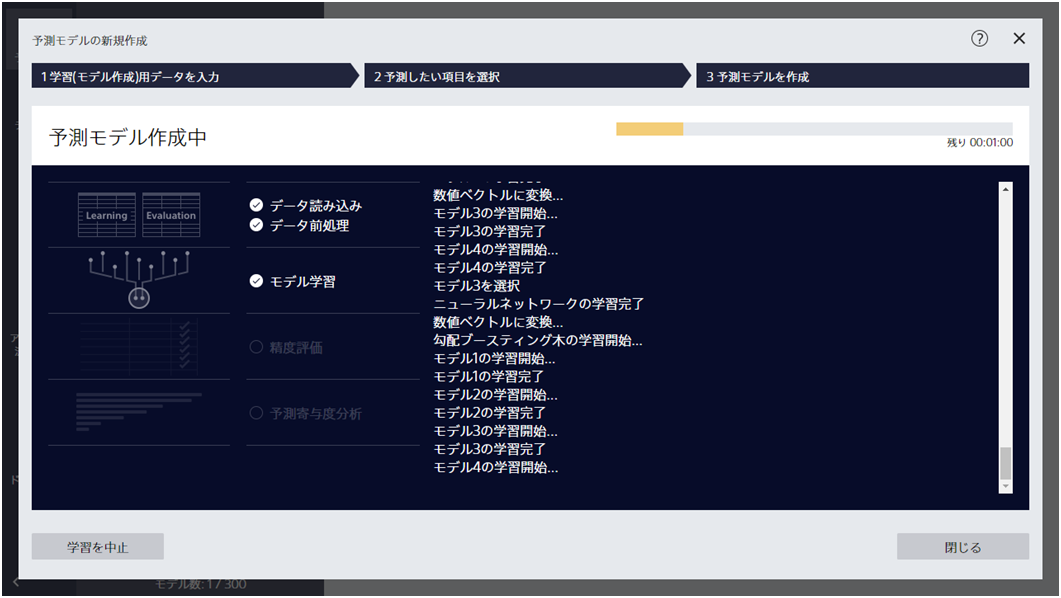 予測モデルの新規作成
?
1 学習(モデル作成)用データを入力
2 予測したい項目を選択
3 予測モデルを作成
予測モデル作成中
残り 00:01:00
Learning
Evaluation
データ読み込み
データ前処理
モデル学習
精度評価
予測寄与度分析
数値ベクトルに変換...
モデル3の学習開始...
モデル3の学習完了
モデル4の学習開始...
モデル4の学習完了
モデル3を選択
ニューラルネットワークの学習完了
数値ベクトルに変換...
勾配ブースティング木の学習開始...
モデル1の学習開始...
モデル1の学習完了
モデル2の学習開始...
モデル2の学習完了
モデル3の学習開始...
モデル3の学習完了
モデル4の学習開始...
学習を中止
閉じる
モデル数: 1 / 300